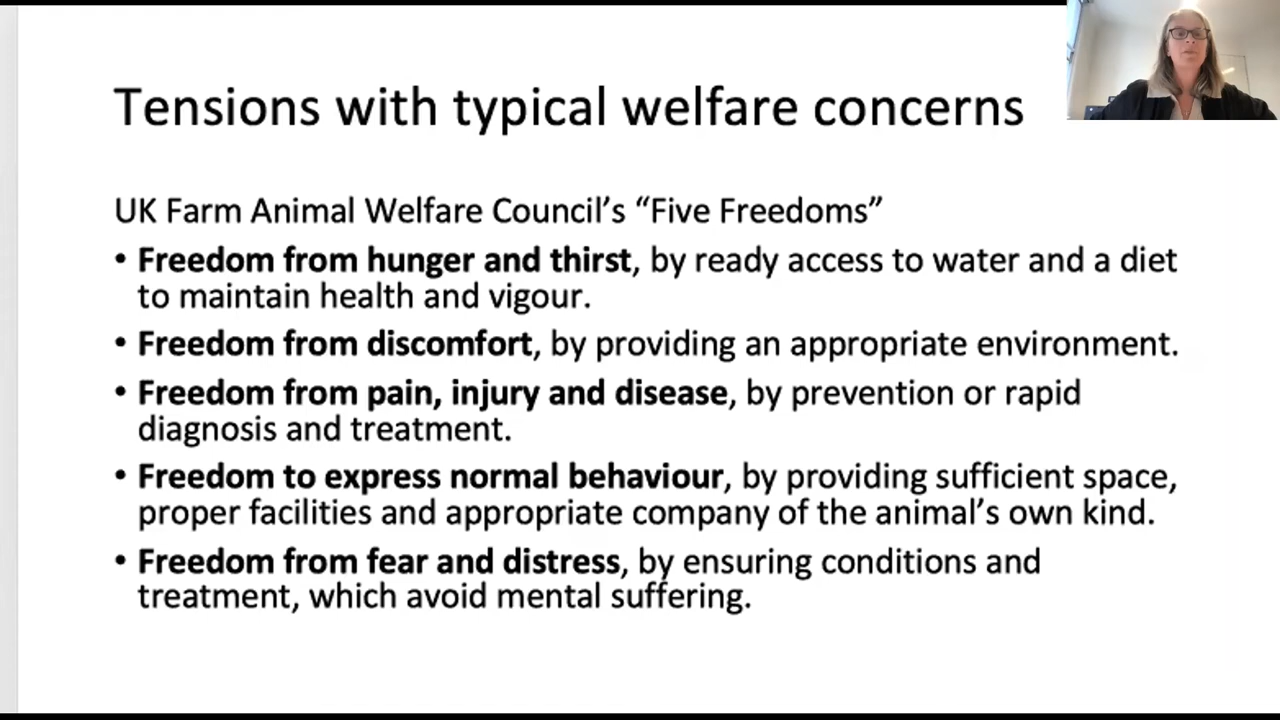 Tensions with typical welfare concerns
UK Farm Animal Welfare Council’s “Five Freedoms”
• Freedom from hunger and thirst, by ready access to water and a diet
to maintain health and vigour.
• Freedom from discomfort, by providing an appropriate environment.
• Freedom from pain, injury and disease, by prevention or rapid
diagnosis and treatment.
• Freedom to express normal behaviour, by providing sufficient space,
proper facilities and appropriate company of the animal’s own kind.
• Freedom from fear and distress, by ensuring conditions and
treatment, which avoid mental suffering.